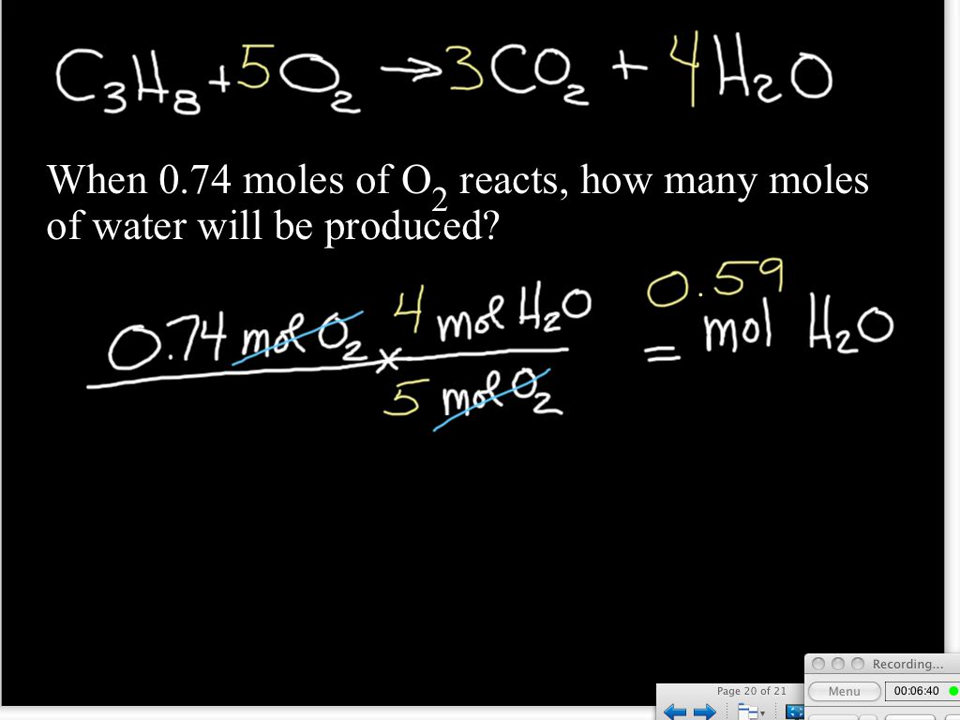 C₃H₈ + 5O₂ → 3CO₂ + 4H₂O
When 0.74 moles of O₂ reacts, how many moles
of water will be produced?
0.74 mol O₂ × 4 mol H₂O = 0.59 mol H₂O
5 mol O₂
Recording...
Page 20 of 21
Menu
00:06:40